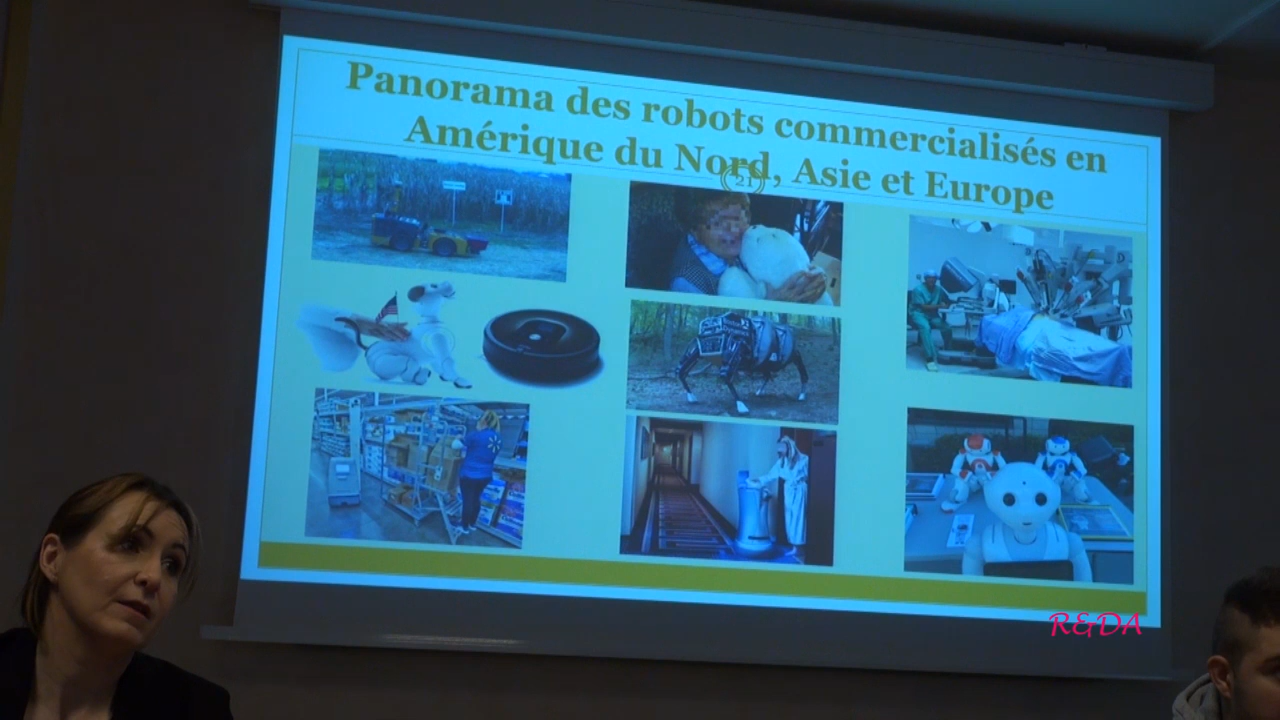 Panorama des robots commercialisés en
Amérique du Nord, Asie et Europe
21
R&DA